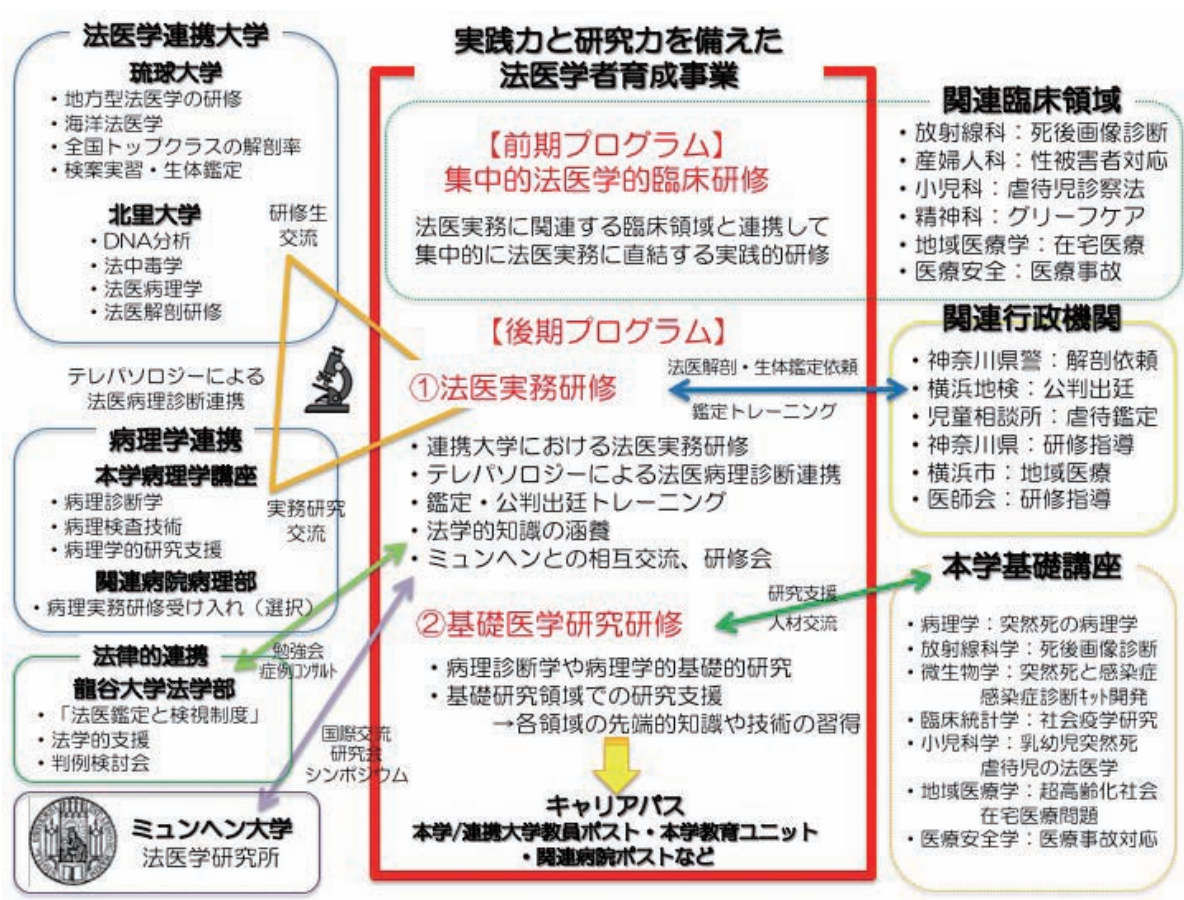 法医学連携大学
琉球大学
・地方型法医学の研修
・海洋法医学
・全国トップクラスの解剖率
・検案実習・生体鑑定
北里大学
・DNA分析
・法中毒学
・法医病理学
・法医解剖研修
研修生
交流
テレパソロジーによる
法医病理診断連携
病理学連携
本学病理学講座
・病理診断学
・病理検査技術
・病理学的研究支援
関連病院病理部
・病理実務研修受け入れ（選択）
実務研究
交流
法律的連携
龍谷大学法学部
・「法医鑑定と検視制度」
・法学的支援
・判例検討会
勉強会
症例ｺﾝｻﾙﾄ
国際交流
研究会
シンポジウム
ミュンヘン大学
法医学研究所
実践力と研究力を備えた
法医学者育成事業
【前期プログラム】
集中的法医学的臨床研修
法医実務に関連する臨床領域と連携して
集中的に法医実務に直結する実践的研修
【後期プログラム】
①法医実務研修
・連携大学における法医実務研修
・テレパソロジーによる法医病理診断連携
・鑑定・公判出廷トレーニング
・法学的知識の涵養
・ミュンヘンとの相互交流、研修会
②基礎医学研究研修
・病理診断学や病理学的基礎的研究
・基礎研究領域での研究支援
→各領域の先端的知識や技術の習得
キャリアパス
本学/連携大学教員ポスト・本学教育ユニット
・関連病院ポストなど
法医解剖・生体鑑定依頼
鑑定トレーニング
研究支援
人材交流
関連臨床領域
・放射線科：死後画像診断
・産婦人科：性被害者対応
・小児科：虐待児診察法
・精神科：グリーフケア
・地域医療学：在宅医療
・医療安全：医療事故
関連行政機関
・神奈川県警：解剖依頼
・横浜地検：公判出廷
・児童相談所：虐待鑑定
・神奈川県：研修指導
・横浜市：地域医療
・医師会：研修指導
本学基礎講座
・病理学：突然死の病理学
・放射線科学：死後画像診断
・微生物学：突然死と感染症
感染症診断ｷｯﾄ開発
・臨床統計学：社会疫学研究
・小児科学：乳幼児突然死
虐待児の法医学
・地域医療学：超高齢化社会
在宅医療問題
・医療安全学：医療事故対応